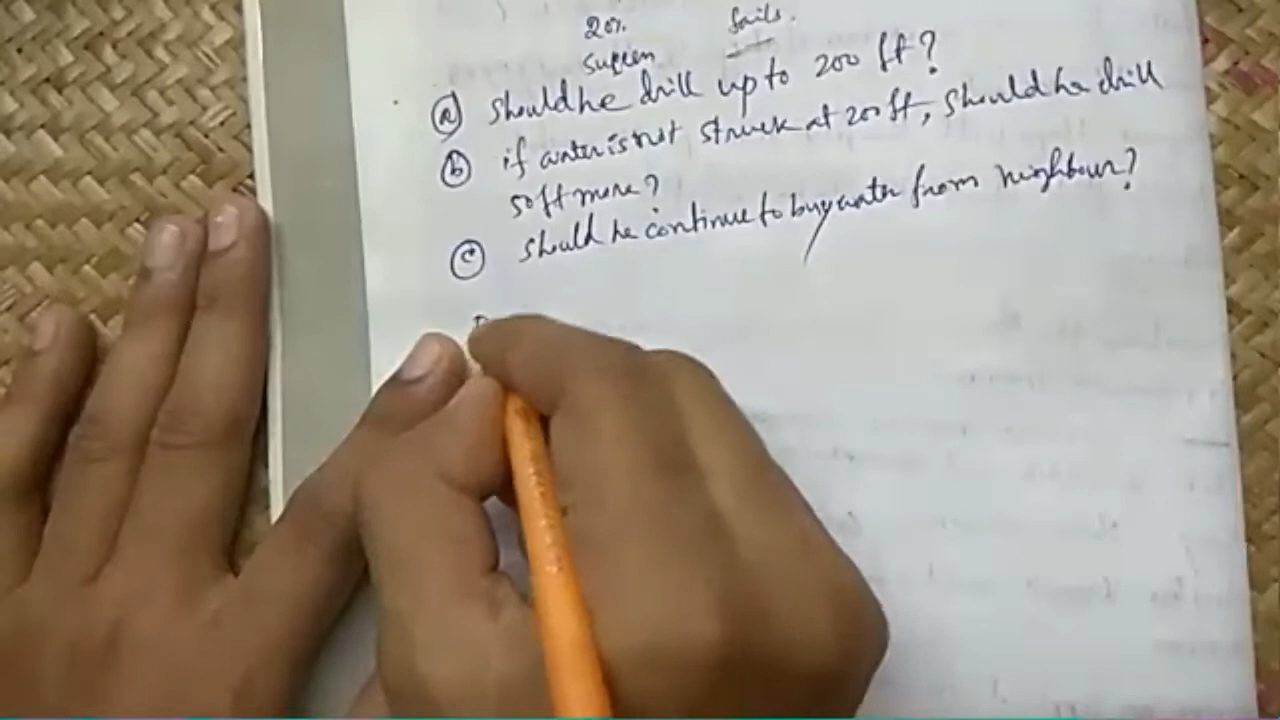 20%. fails.
Suffers
(a) should he drill up to 200 ft?
(b) if water is not struck at 200 ft, should he drill
50 ft more?
(c) should he continue to buy water from neighbour?